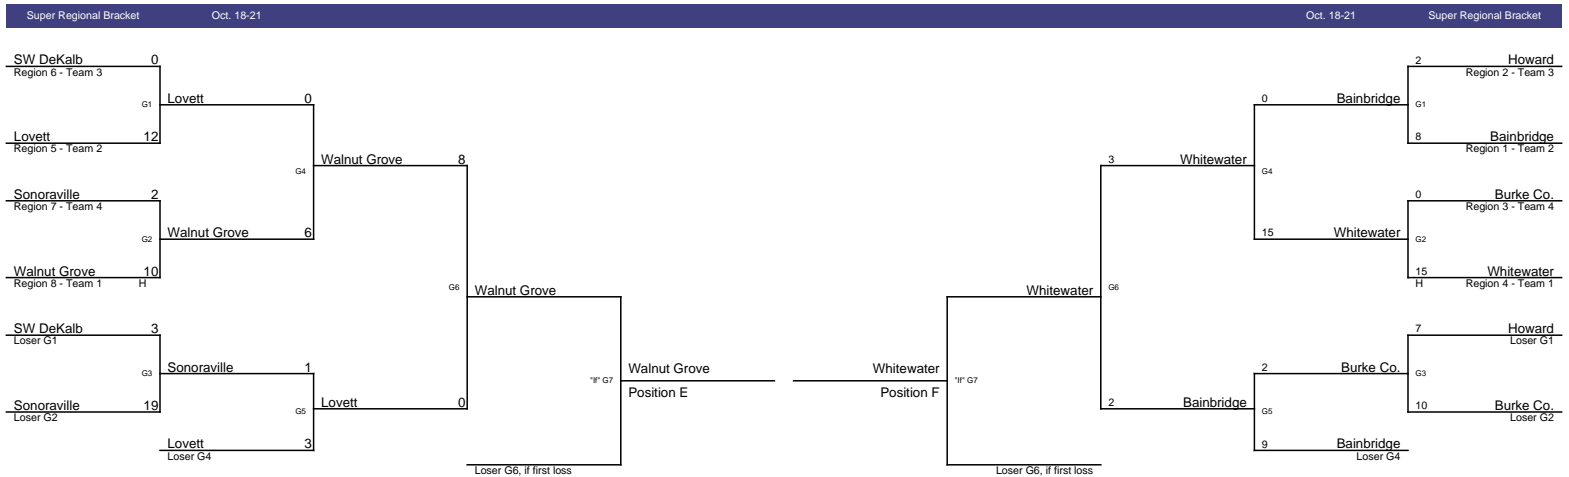 Super Regional Bracket Oct. 18-21 Oct. 18-21 Super Regional Bracket
SW DeKalb 0
Region 6 - Team 3
G1 Lovett 0
Lovett 12
Region 5 - Team 2
G4 Walnut Grove 8
Sonoraville 2
Region 7 - Team 4
G2 Walnut Grove 6
Walnut Grove 10
Region 8 - Team 1 H
G6 Walnut Grove
SW DeKalb 3
Loser G1
G3 Sonoraville 1
Sonoraville 19
Loser G2
G5 Lovett 0
Lovett 3
Loser G4
"If" G7 Walnut Grove
Position E
Loser G6, if first loss
2 Howard
Region 2 - Team 3
0 Bainbridge G1
8 Bainbridge
Region 1 - Team 2
3 Whitewater G4
0 Burke Co.
Region 3 - Team 4
15 Whitewater G2
15 Whitewater
H Region 4 - Team 1
Whitewater G6
7 Howard
Loser G1
2 Burke Co. G3
10 Burke Co.
Loser G2
2 Bainbridge G5
9 Bainbridge
Loser G4
Whitewater "If" G7
Position F
Loser G6, if first loss